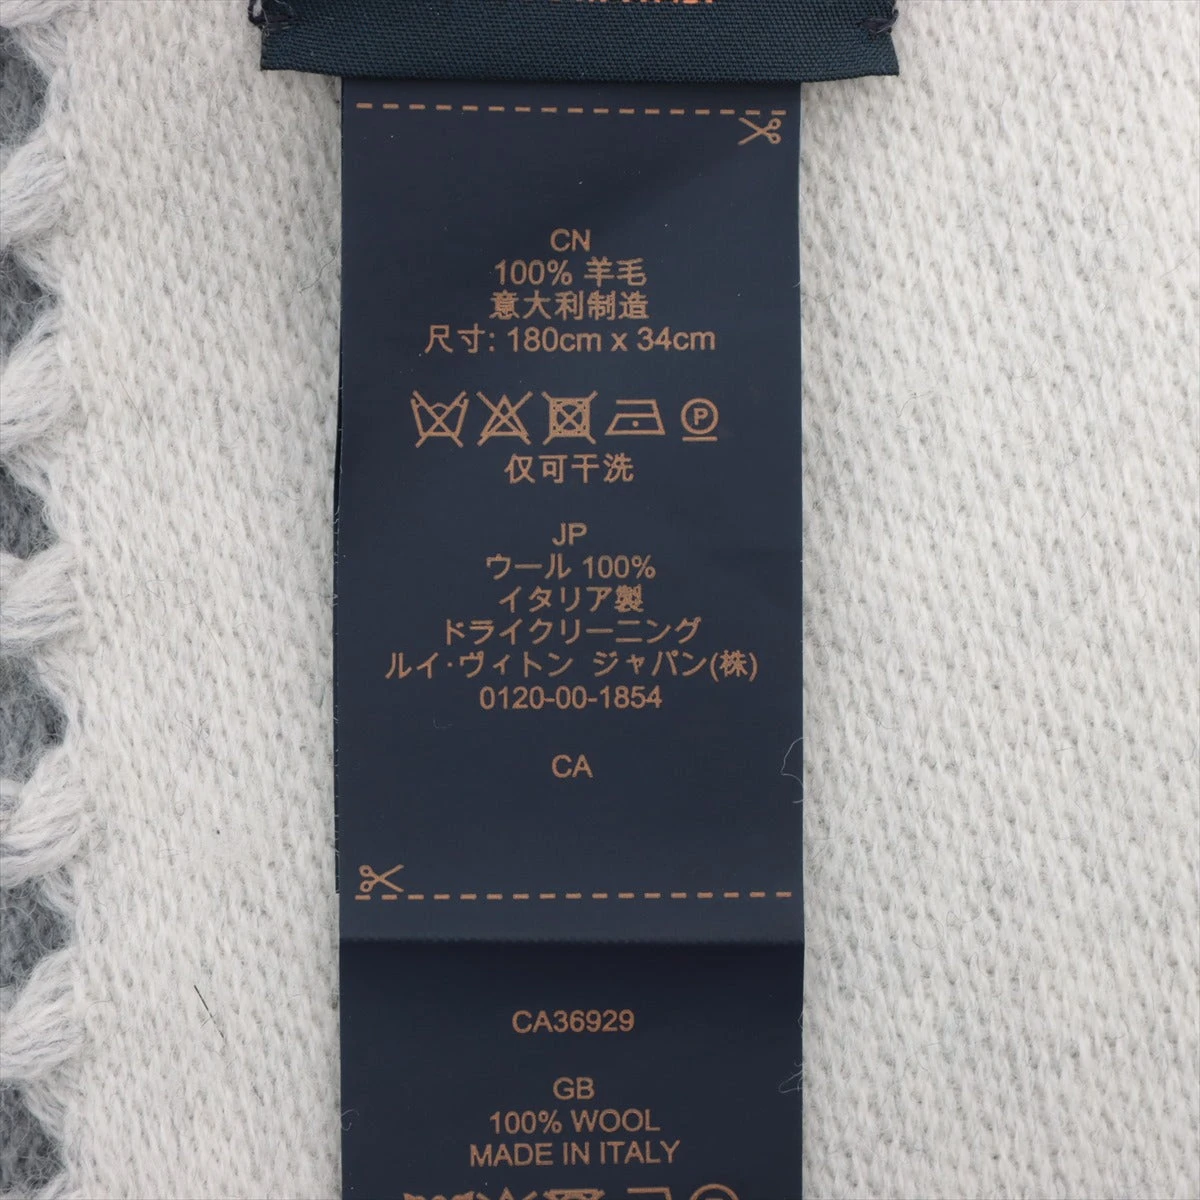 CN
100% 羊毛
意大利制造
尺寸: 180cm x 34cm
P
仅可干洗
JP
ウール 100%
イタリア製
ドライクリーニング
ルイ·ヴィトン ジャパン(株)
0120-00-1854
CA
CA36929
GB
100% WOOL
MADE IN ITALY